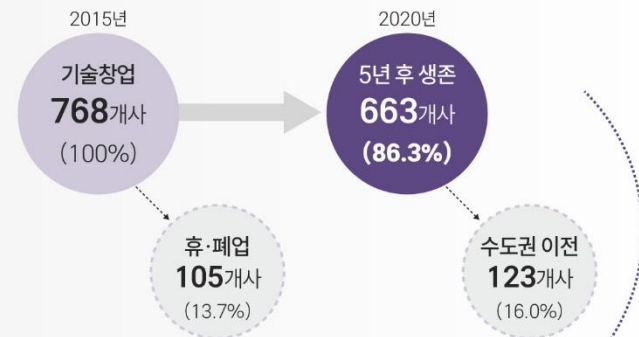 2015년
기술창업
768개사
(100%)
2020년
5년 후 생존
663개사
(86.3%)
휴·폐업
105개사
(13.7%)
수도권 이전
123개사
(16.0%)